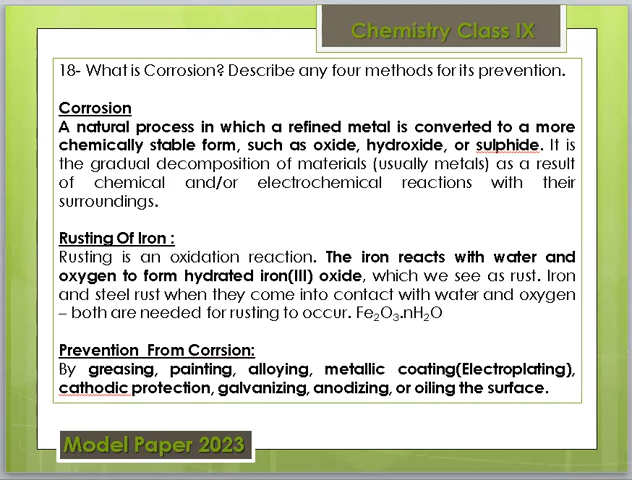 Chemistry Class IX
18- What is Corrosion? Describe any four methods for its prevention.
Corrosion
A natural process in which a refined metal is converted to a more
chemically stable form, such as oxide, hydroxide, or sulphide. It is
the gradual decomposition of materials (usually metals) as a result
of chemical and/or electrochemical reactions with their
surroundings.
Rusting Of Iron :
Rusting is an oxidation reaction. The iron reacts with water and
oxygen to form hydrated iron(III) oxide, which we see as rust. Iron
and steel rust when they come into contact with water and oxygen
– both are needed for rusting to occur. Fe₂O₃.nH₂O
Prevention From Corrsion:
By greasing, painting, alloying, metallic coating(Electroplating),
cathodic protection, galvanizing, anodizing, or oiling the surface.
Model Paper 2023